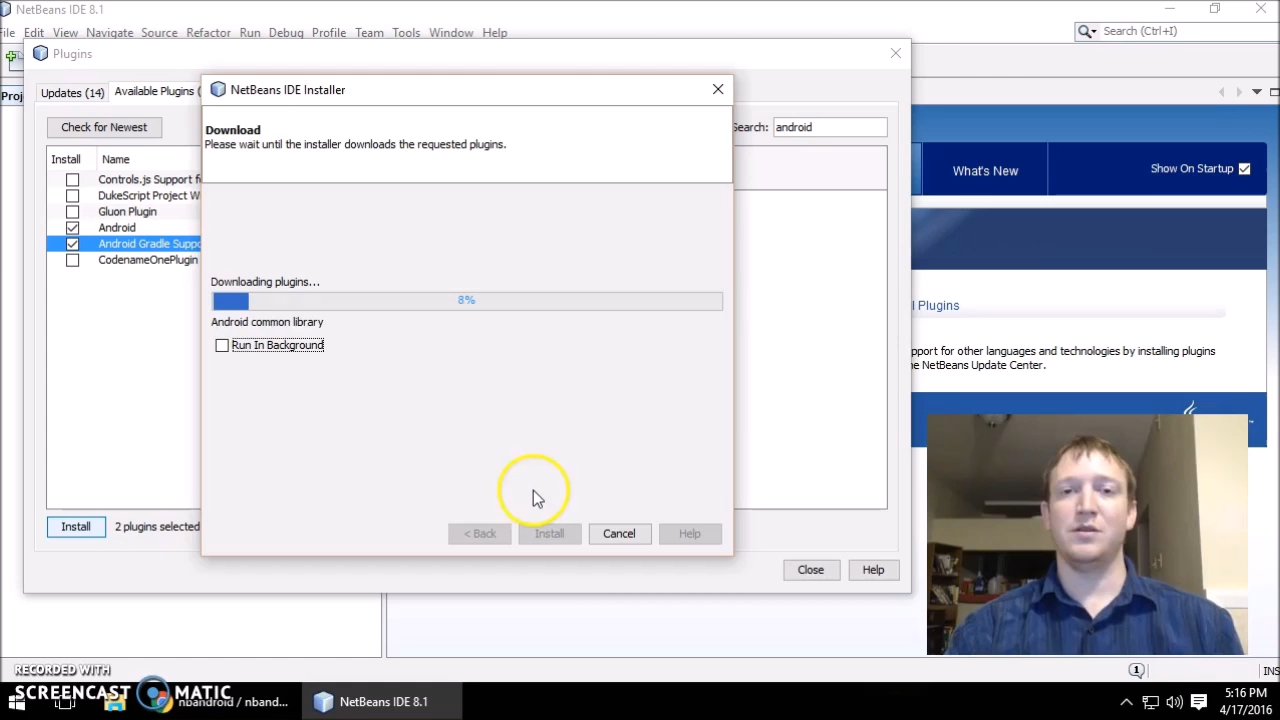 NetBeans IDE 8.1
File Edit View Navigate Source Refactor Run Debug Profile Team Tools Window Help
Search (Ctrl+I)
Plugins
Updates (14) Available Plugins (
NetBeans IDE Installer
Check for Newest
Search: android
Download
Please wait until the installer downloads the requested plugins.
Install Name
Controls.js Support f
DukeScript Project W
Gluon Plugin
Android
Android Gradle Suppo
CodenameOnePlugin
Downloading plugins...
8%
Android common library
Run In Background
< Back Install Cancel Help
Install 2 plugins selected
Close Help
Proj
What's New
Show On Startup
l Plugins
pport for other languages and technologies by installing plugins
he NetBeans Update Center.
1
INS
RECORDED WITH
SCREENCAST MATIC
nbandroid / nband...
NetBeans IDE 8.1
5:16 PM
4/17/2016